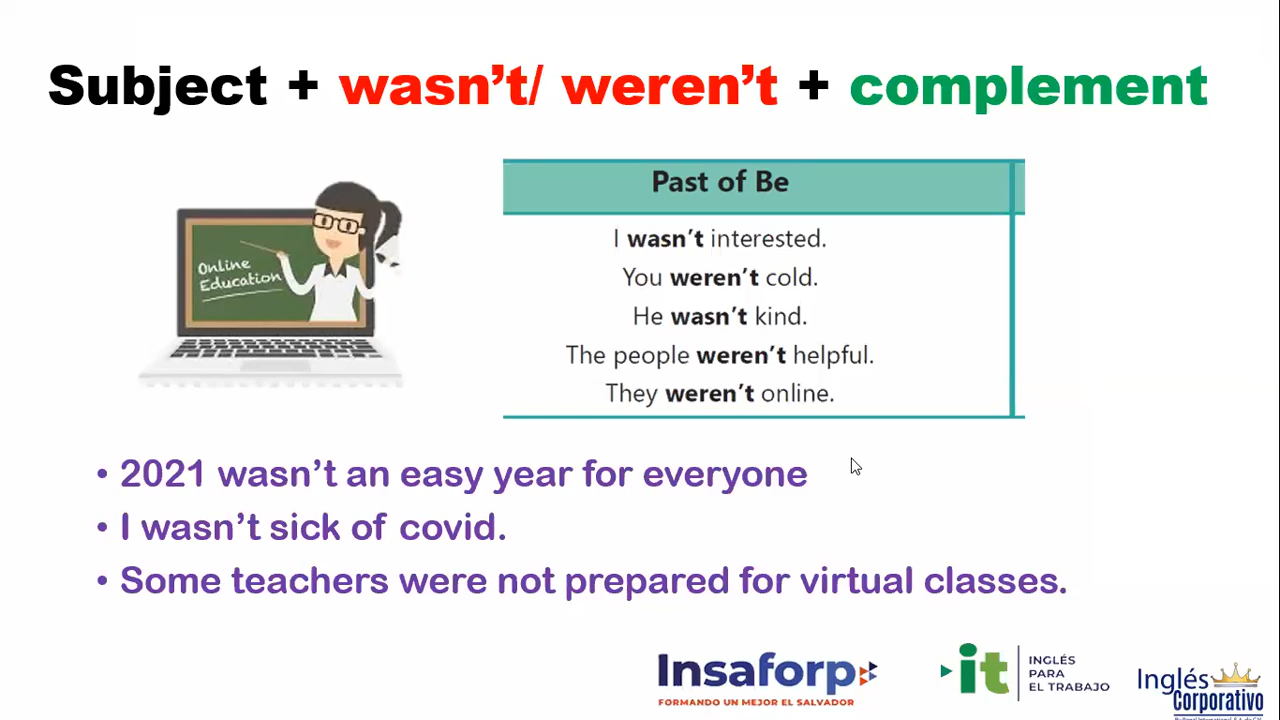 Subject + wasn't/ weren't + complement
Online
Education
Past of Be
I wasn't interested.
You weren't cold.
He wasn't kind.
The people weren't helpful.
They weren't online.
• 2021 wasn't an easy year for everyone
• I wasn't sick of covid.
• Some teachers were not prepared for virtual classes.
Insaforp
FORMANDO UN MEJOR EL SALVADOR
it
INGLÉS
PARA
EL TRABAJO
Inglés
Corporativo